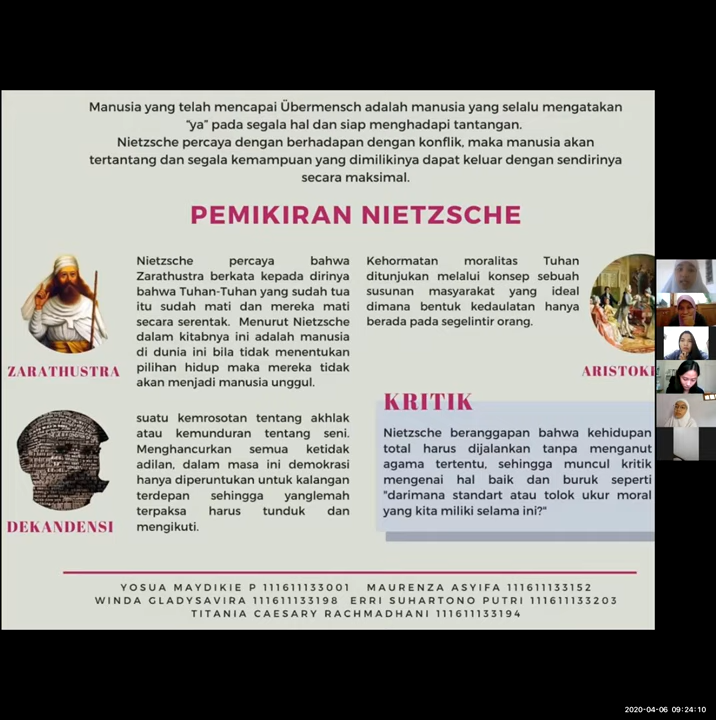 Manusia yang telah mencapai Übermensch adalah manusia yang selalu mengatakan
"ya" pada segala hal dan siap menghadapi tantangan.
Nietzsche percaya dengan berhadapan dengan konflik, maka manusia akan
tertantang dan segala kemampuan yang dimilikinya dapat keluar dengan sendirinya
secara maksimal.
PEMIKIRAN NIETZSCHE
Nietzsche percaya bahwa
Zarathustra berkata kepada dirinya
bahwa Tuhan-Tuhan yang sudah tua
itu sudah mati dan mereka mati
secara serentak. Menurut Nietzsche
dalam kitabnya ini adalah manusia
di dunia ini bila tidak menentukan
pilihan hidup maka mereka tidak
akan menjadi manusia unggul.
ZARATHUSTRA
Kehormatan moralitas Tuhan
ditunjukan melalui konsep sebuah
susunan masyarakat yang ideal
dimana bentuk kedaulatan hanya
berada pada segelintir orang.
ARISTOK
suatu kemrosotan tentang akhlak
atau kemunduran tentang seni.
Menghancurkan semua ketidak
adilan, dalam masa ini demokrasi
hanya diperuntukan untuk kalangan
terdepan sehingga yanglemah
terpaksa harus tunduk dan
mengikuti.
DEKANDENSI
KRITIK
Nietzsche beranggapan bahwa kehidupan
total harus dijalankan tanpa menganut
agama tertentu, sehingga muncul kritik
mengenai hal baik dan buruk seperti
"darimana standart atau tolok ukur moral
yang kita miliki selama ini?"
YOSUA MAYDIKIE P 111611133001 MAURENZA ASYIFA 111611133152
WINDA GLADYSAVIRA 111611133198 ERRI SUHARTONO PUTRI 111611133203
TITANIA CAESARY RACHMADHANI 111611133194
2020-04-06 09:24:10